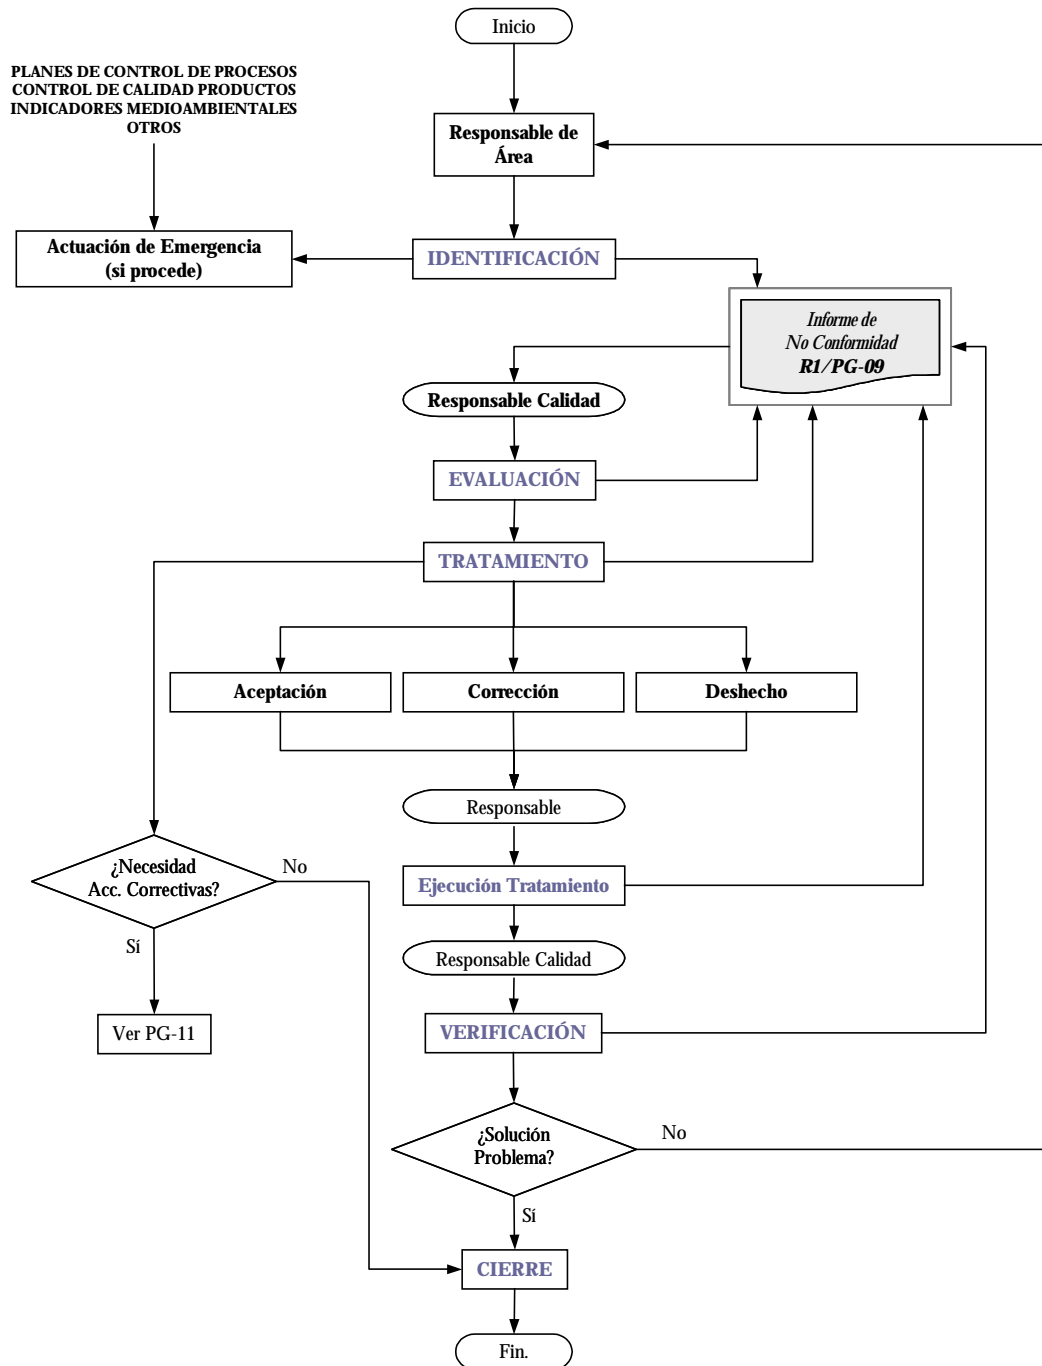 Inicio
PLANES DE CONTROL DE PROCESOS
CONTROL DE CALIDAD PRODUCTOS
INDICADORES MEDIOAMBIENTALES
OTROS
Responsable de
Área
Actuación de Emergencia
(si procede)
IDENTIFICACIÓN
Informe de
No Conformidad
R1/PG-09
Responsable Calidad
EVALUACIÓN
TRATAMIENTO
Aceptación
Corrección
Deshecho
Responsable
¿Necesidad
Acc. Correctivas?
No
Ejecución Tratamiento
Sí
Responsable Calidad
Ver PG-11
VERIFICACIÓN
¿Solución
Problema?
No
Sí
CIERRE
Fin.